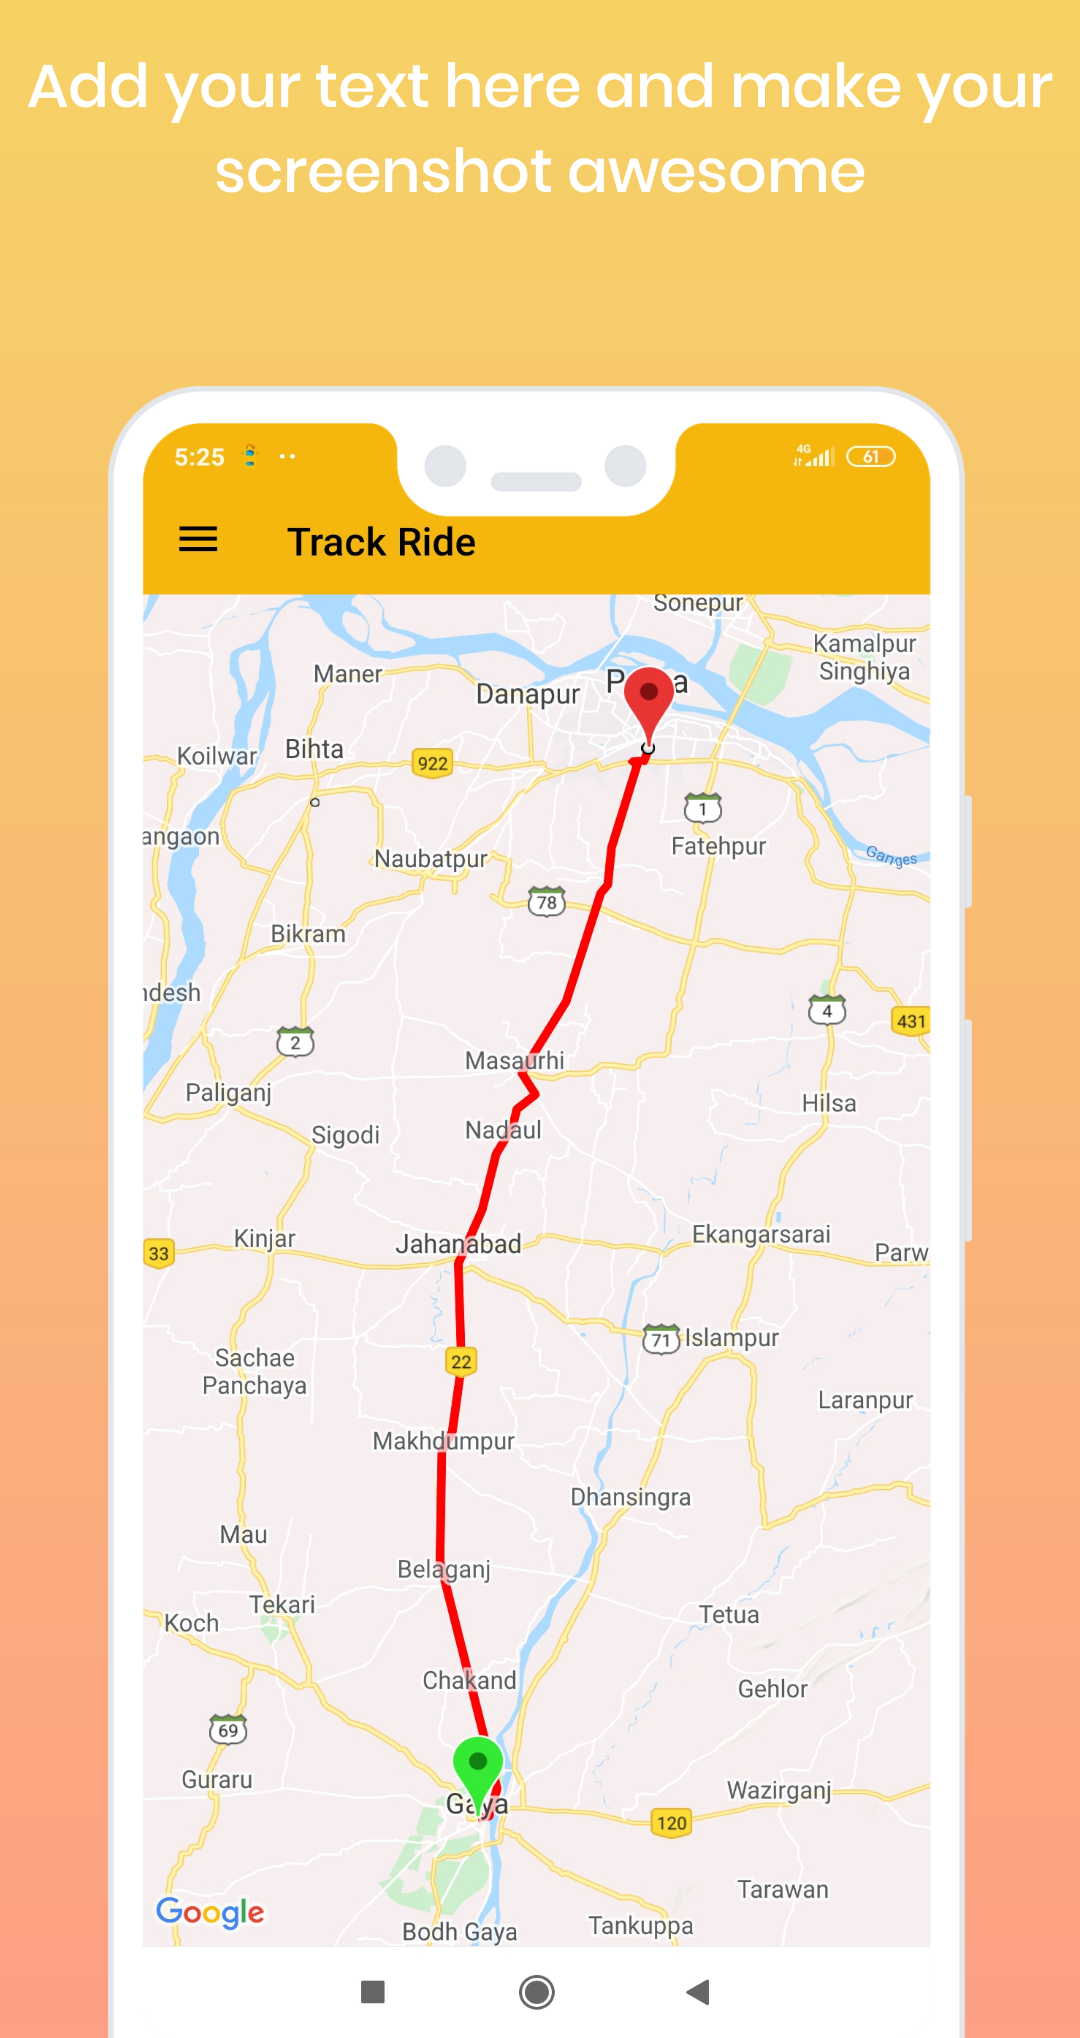 Add your text here and make your
screenshot awesome
5:25
4G
61
Track Ride
Sonepur
Kamalpur
Singhiya
Maner
Danapur
Koilwar
Bihta
922
1
angaon
Fatehpur
Ganges
Naubatpur
78
Bikram
ndesh
4
431
2
Masaurhi
Paliganj
Hilsa
Sigodi
Nadaul
Kinjar
Jahanabad
Ekangarsarai
33
Parw
71
Islampur
Sachae
Panchaya
22
Laranpur
Makhdumpur
Dhansingra
Mau
Belaganj
Tekari
Koch
Tetua
Chakand
Gehlor
69
Guraru
Wazirganj
Gaya
120
Tarawan
Google
Bodh Gaya
Tankuppa